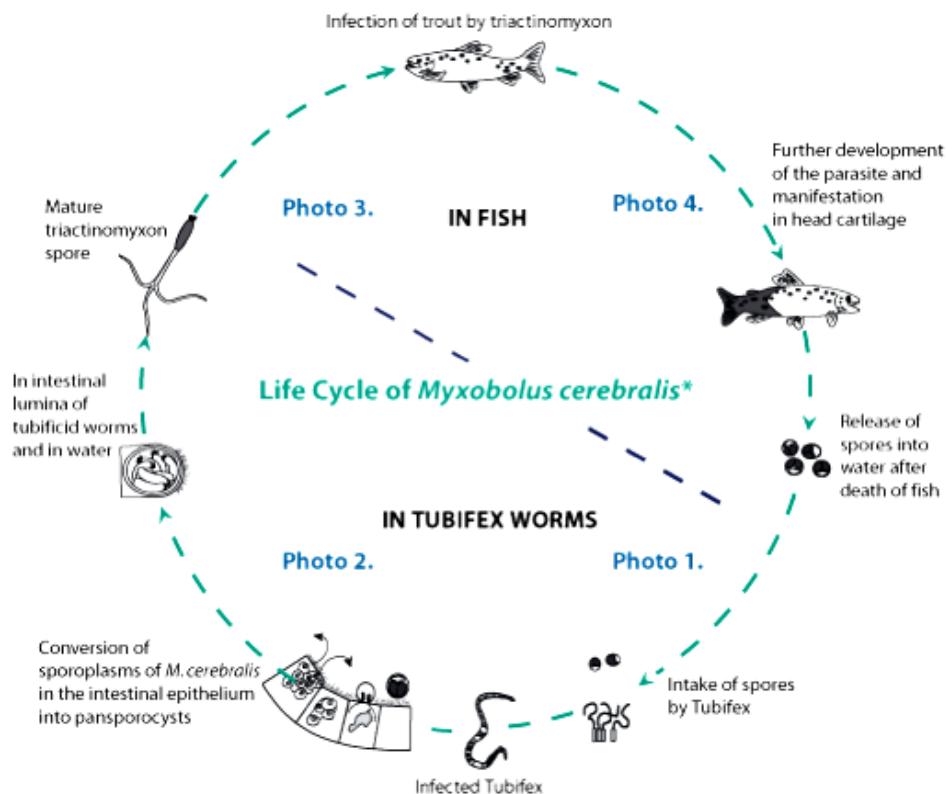 Infection of trout by triactinomyxon
Further development
of the parasite and
manifestation
in head cartilage
Mature
triactinomyxon
spore
Photo 3.
Photo 4.
IN FISH
Life Cycle of Myxobolus cerebralis*
In intestinal
lumina of
tubificid worms
and in water
Release of
spores into
water after
death of fish
IN TUBIFEX WORMS
Photo 2.
Photo 1.
Conversion of
sporoplasms of M. cerebralis
in the intestinal epithelium
into pansporocysts
Intake of spores
by Tubifex
Infected Tubifex